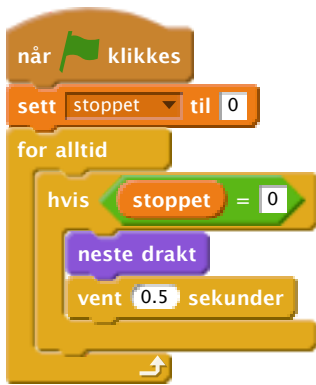 når klikkes
sett stoppet til 0
for alltid
hvis stoppet = 0
neste drakt
vent 0.5 sekunder